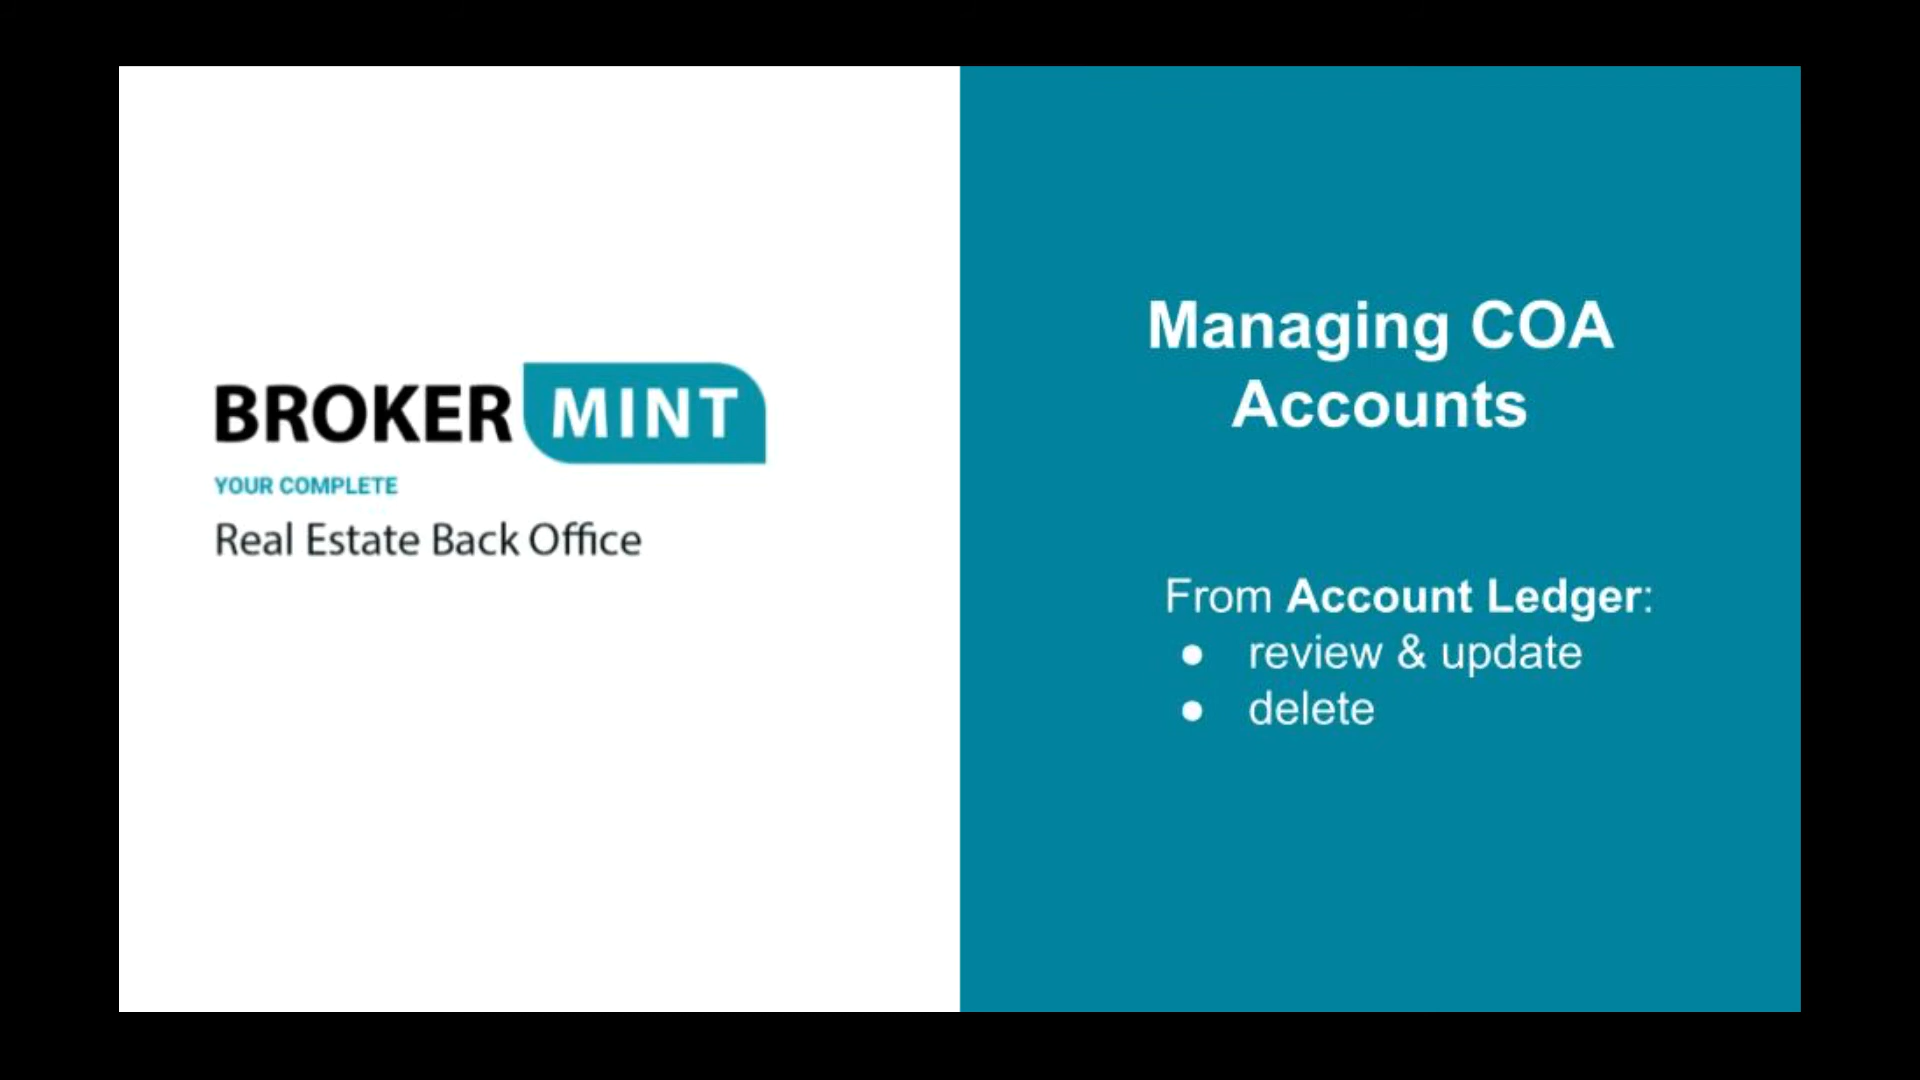 BROKER MINT
YOUR COMPLETE
Real Estate Back Office
Managing COA
Accounts
From Account Ledger:
● review & update
● delete